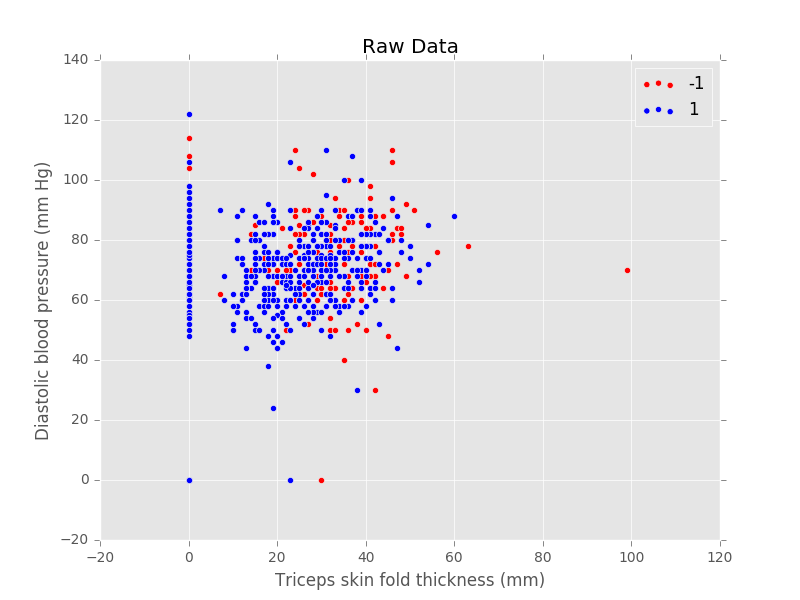 Raw Data
140
120
100
80
60
40
20
0
−20
−20 0 20 40 60 80 100 120
Diastolic blood pressure (mm Hg)
Triceps skin fold thickness (mm)
-1
1